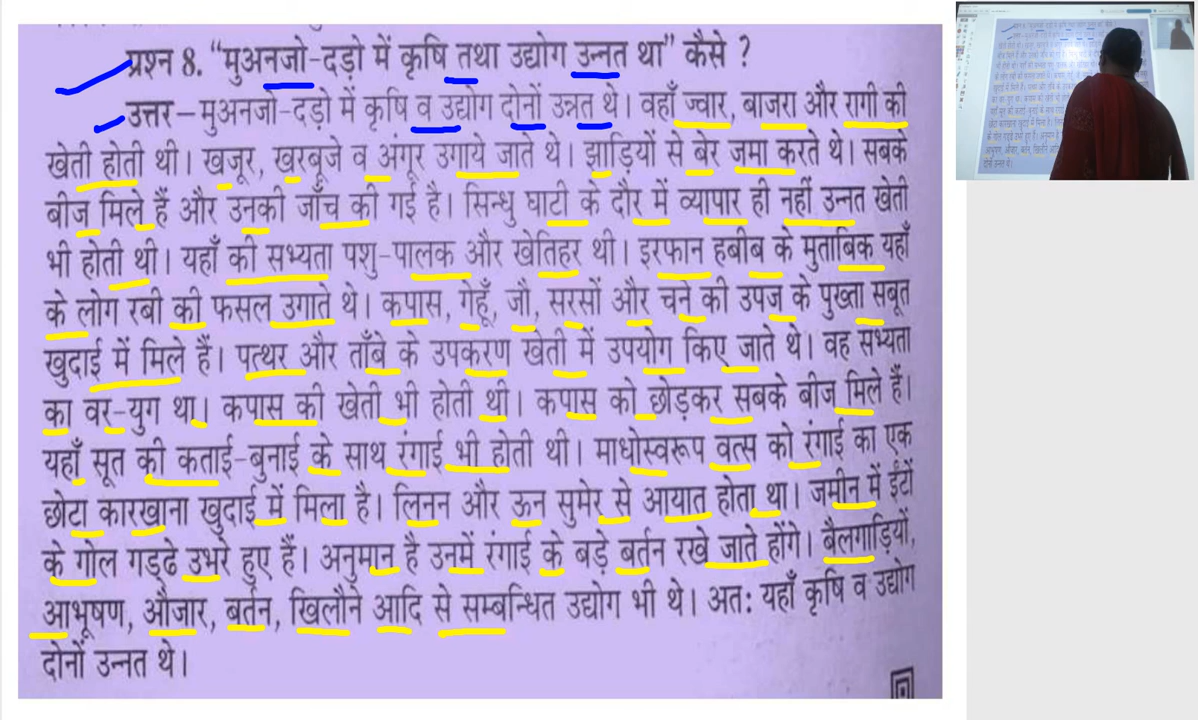 प्रश्न 8. “मुअनजो-दड़ो में कृषि तथा उद्योग उन्नत था” कैसे ?
उत्तर – मुअनजो-दड़ो में कृषि व उद्योग दोनों उन्नत थे। वहाँ ज्वार, बाजरा और रागी की
खेती होती थी। खजूर, खरबूजे व अंगूर उगाये जाते थे। झाड़ियों से बेर जमा करते थे। सबके
बीज मिले हैं और उनकी जाँच की गई है। सिन्धु घाटी के दौर में व्यापार ही नहीं उन्नत खेती
भी होती थी। यहाँ की सभ्यता पशु-पालक और खेतिहर थी। इरफान हबीब के मुताबिक यहाँ
के लोग रबी की फसल उगाते थे। कपास, गेहूँ, जौ, सरसों और चने की उपज के पुख्ता सबूत
खुदाई में मिले हैं। पत्थर और ताँबे के उपकरण खेती में उपयोग किए जाते थे। वह सभ्यता
का वर-युग था। कपास की खेती भी होती थी। कपास को छोड़कर सबके बीज मिले हैं।
यहाँ सूत की कताई-बुनाई के साथ रंगाई भी होती थी। माधोस्वरूप वत्स को रंगाई का एक
छोटा कारखाना खुदाई में मिला है। लिनन और ऊन सुमेर से आयात होता था। जमीन में ईंटों
के गोल गड्ढे उभरे हुए हैं। अनुमान है उनमें रंगाई के बड़े बर्तन रखे जाते होंगे। बैलगाड़ियों,
आभूषण, औजार, बर्तन, खिलौने आदि से सम्बन्धित उद्योग भी थे। अत: यहाँ कृषि व उद्योग
दोनों उन्नत थे।